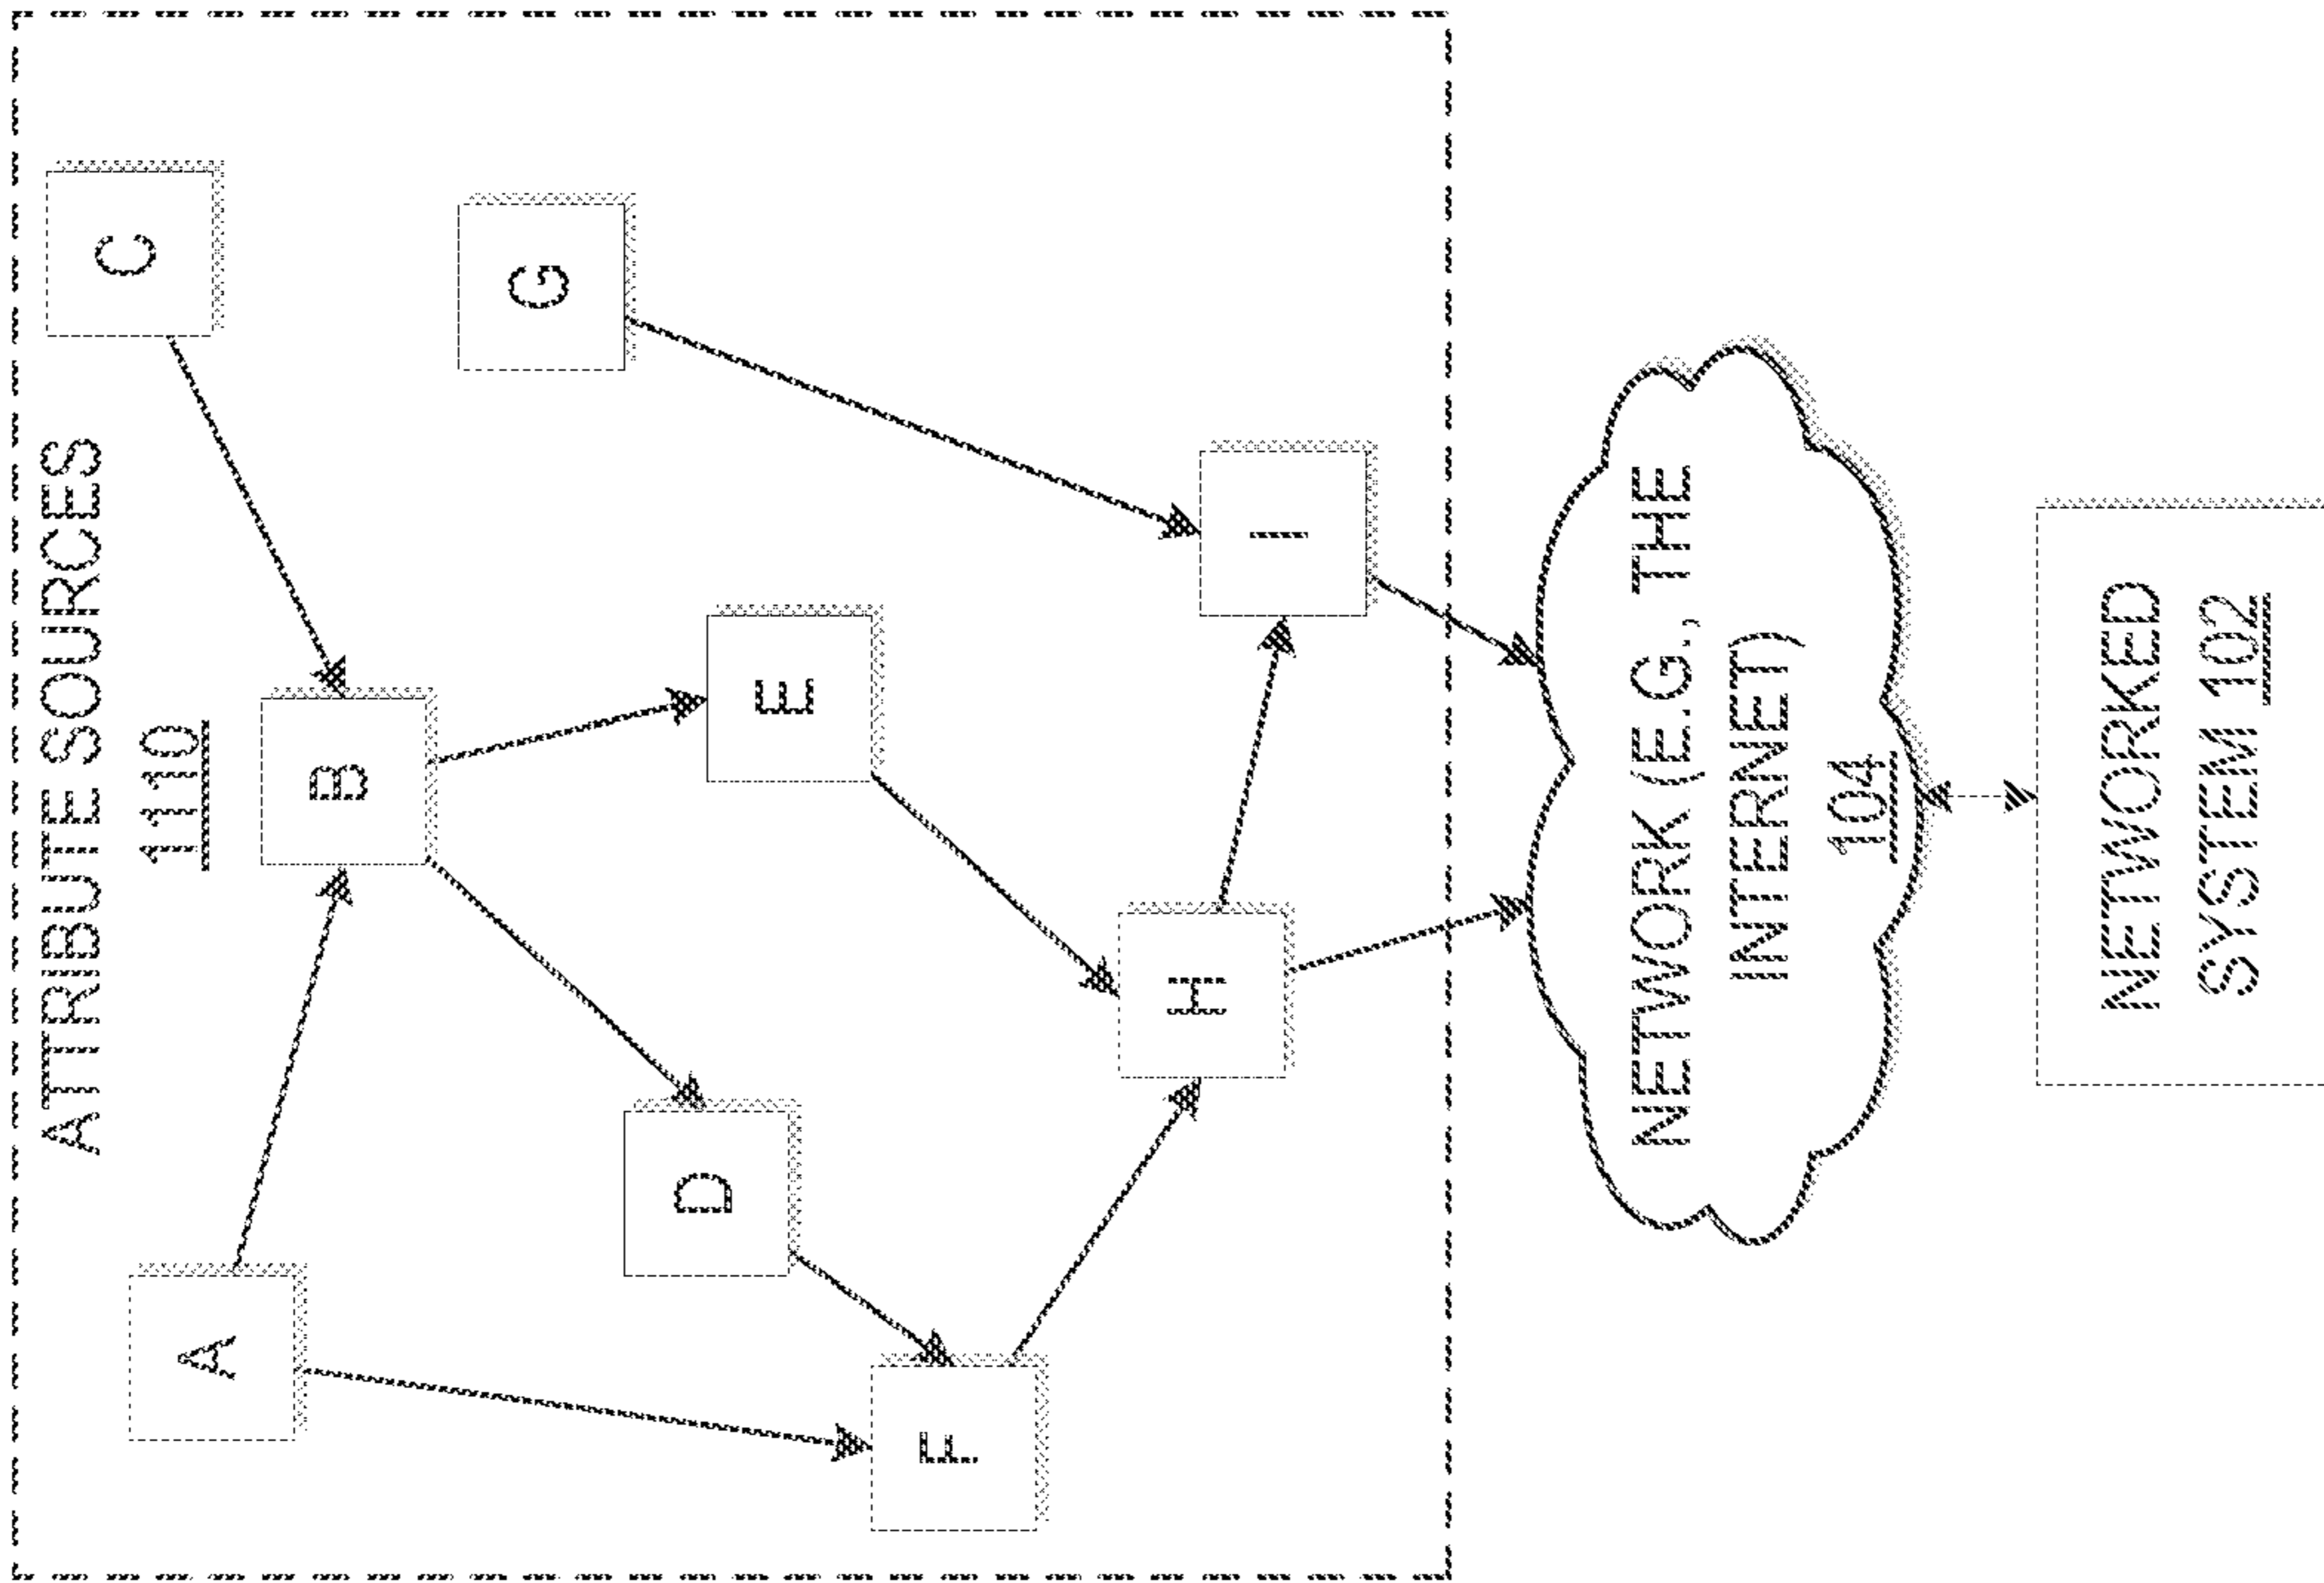 ATTRIBUTE SOURCES
1110
A
B
C
D
E
G
F
H
I
NETWORK (E.G., THE
INTERNET)
104
NETWORKED
SYSTEM 102